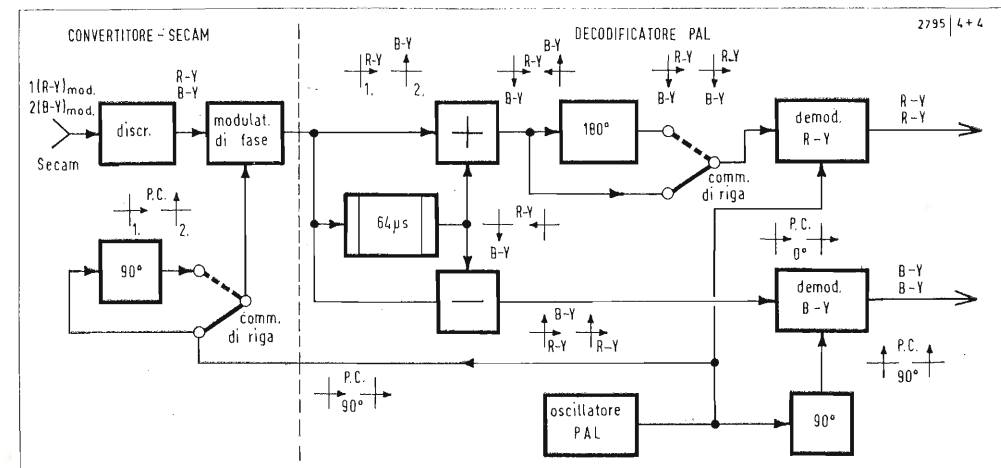 CONVERTITORE-SECAM
DECODIFICATORE PAL
2795 | 4+4
1(R-Y)mod.
2(B-Y)mod.
Secam
discr.
R-Y
B-Y
modulat.
di fase
P.C.
1. 2.
90°
comm.
di riga
R-Y B-Y
1. 2.
+
64µs
−
R-Y
B-Y
B-Y
R-Y
B-Y
180°
R-Y R-Y
B-Y B-Y
comm.
di riga
demod.
R-Y
R-Y
R-Y
P.C.
0°
demod.
B-Y
B-Y
B-Y
P.C.
90°
B-Y
R-Y R-Y
P.C.
90°
oscillatore
PAL
90°